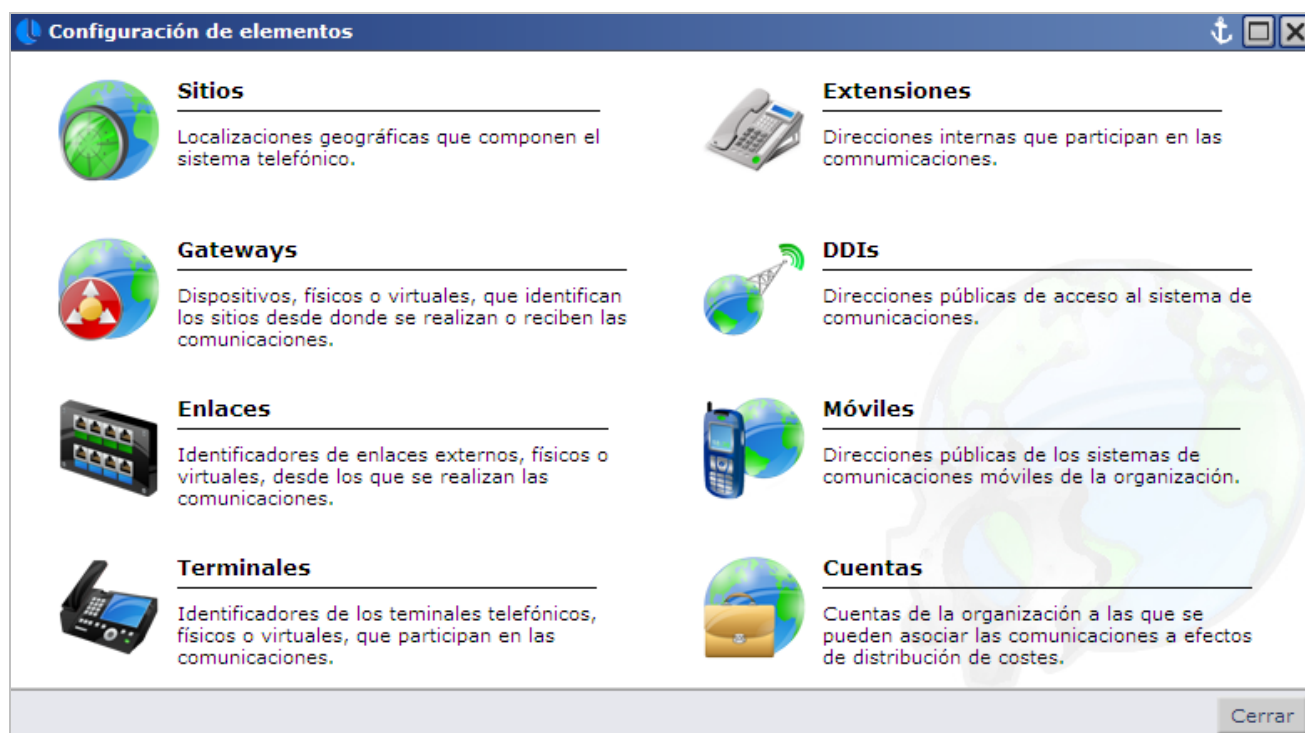 Configuración de elementos
Sitios
Localizaciones geográficas que componen el
sistema telefónico.
Extensiones
Direcciones internas que participan en las
comnumicaciones.
Gateways
Dispositivos, físicos o virtuales, que identifican
los sitios desde donde se realizan o reciben las
comunicaciones.
DDIs
Direcciones públicas de acceso al sistema de
comunicaciones.
Enlaces
Identificadores de enlaces externos, físicos o
virtuales, desde los que se realizan las
comunicaciones.
Móviles
Direcciones públicas de los sistemas de
comunicaciones móviles de la organización.
Terminales
Identificadores de los teminales telefónicos,
físicos o virtuales, que participan en las
comunicaciones.
Cuentas
Cuentas de la organización a las que se
pueden asociar las comunicaciones a efectos
de distribución de costes.
Cerrar